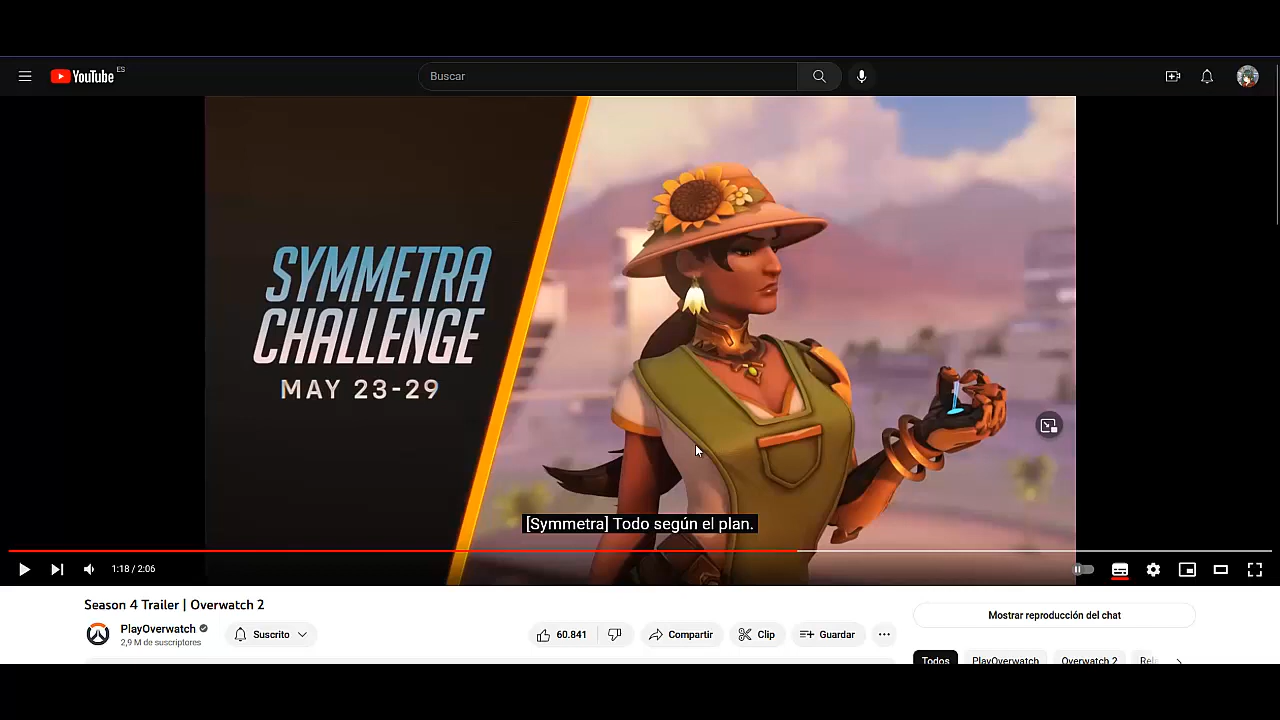 YouTube ES
Buscar
SYMMETRA
CHALLENGE
MAY 23-29
[Symmetra] Todo según el plan.
1:18 / 2:06
Season 4 Trailer | Overwatch 2
PlayOverwatch
2,9 M de suscriptores
Suscrito
60.841
Compartir
Clip
Guardar
Mostrar reproducción del chat
Todos
PlayOverwatch
Overwatch 2